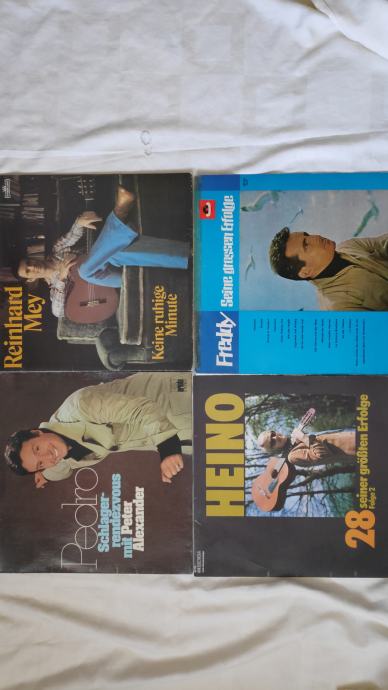 Reinhard
Mey
Keine ruhige
Minute
Freddy Seine grossen Erfolge
Pedro
Schlager-
rendezvous
mit Peter
Alexander
HEINO
28 seiner größten Erfolge
Folge 2